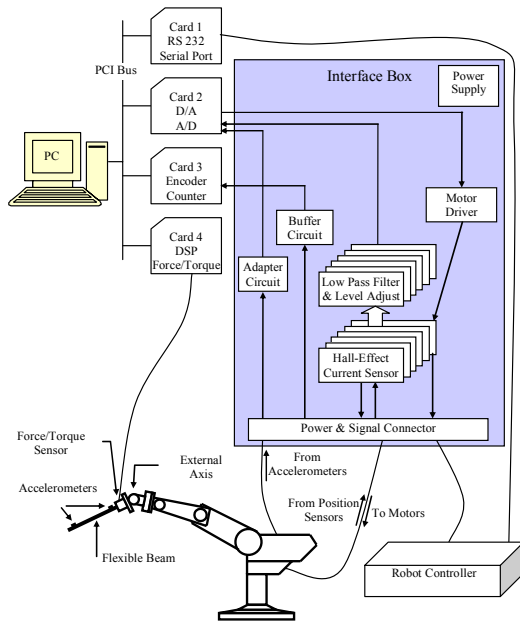 Card 1
RS 232
Serial Port
PCI Bus
Card 2
D/A
A/D
PC
Card 3
Encoder
Counter
Card 4
DSP
Force/Torque
Interface Box
Power
Supply
Motor
Driver
Buffer
Circuit
Adapter
Circuit
Low Pass Filter
& Level Adjust
Hall-Effect
Current Sensor
Power & Signal Connector
Force/Torque
Sensor
External
Axis
From
Accelerometers
Accelerometers
From Position
Sensors
To Motors
Flexible Beam
Robot Controller